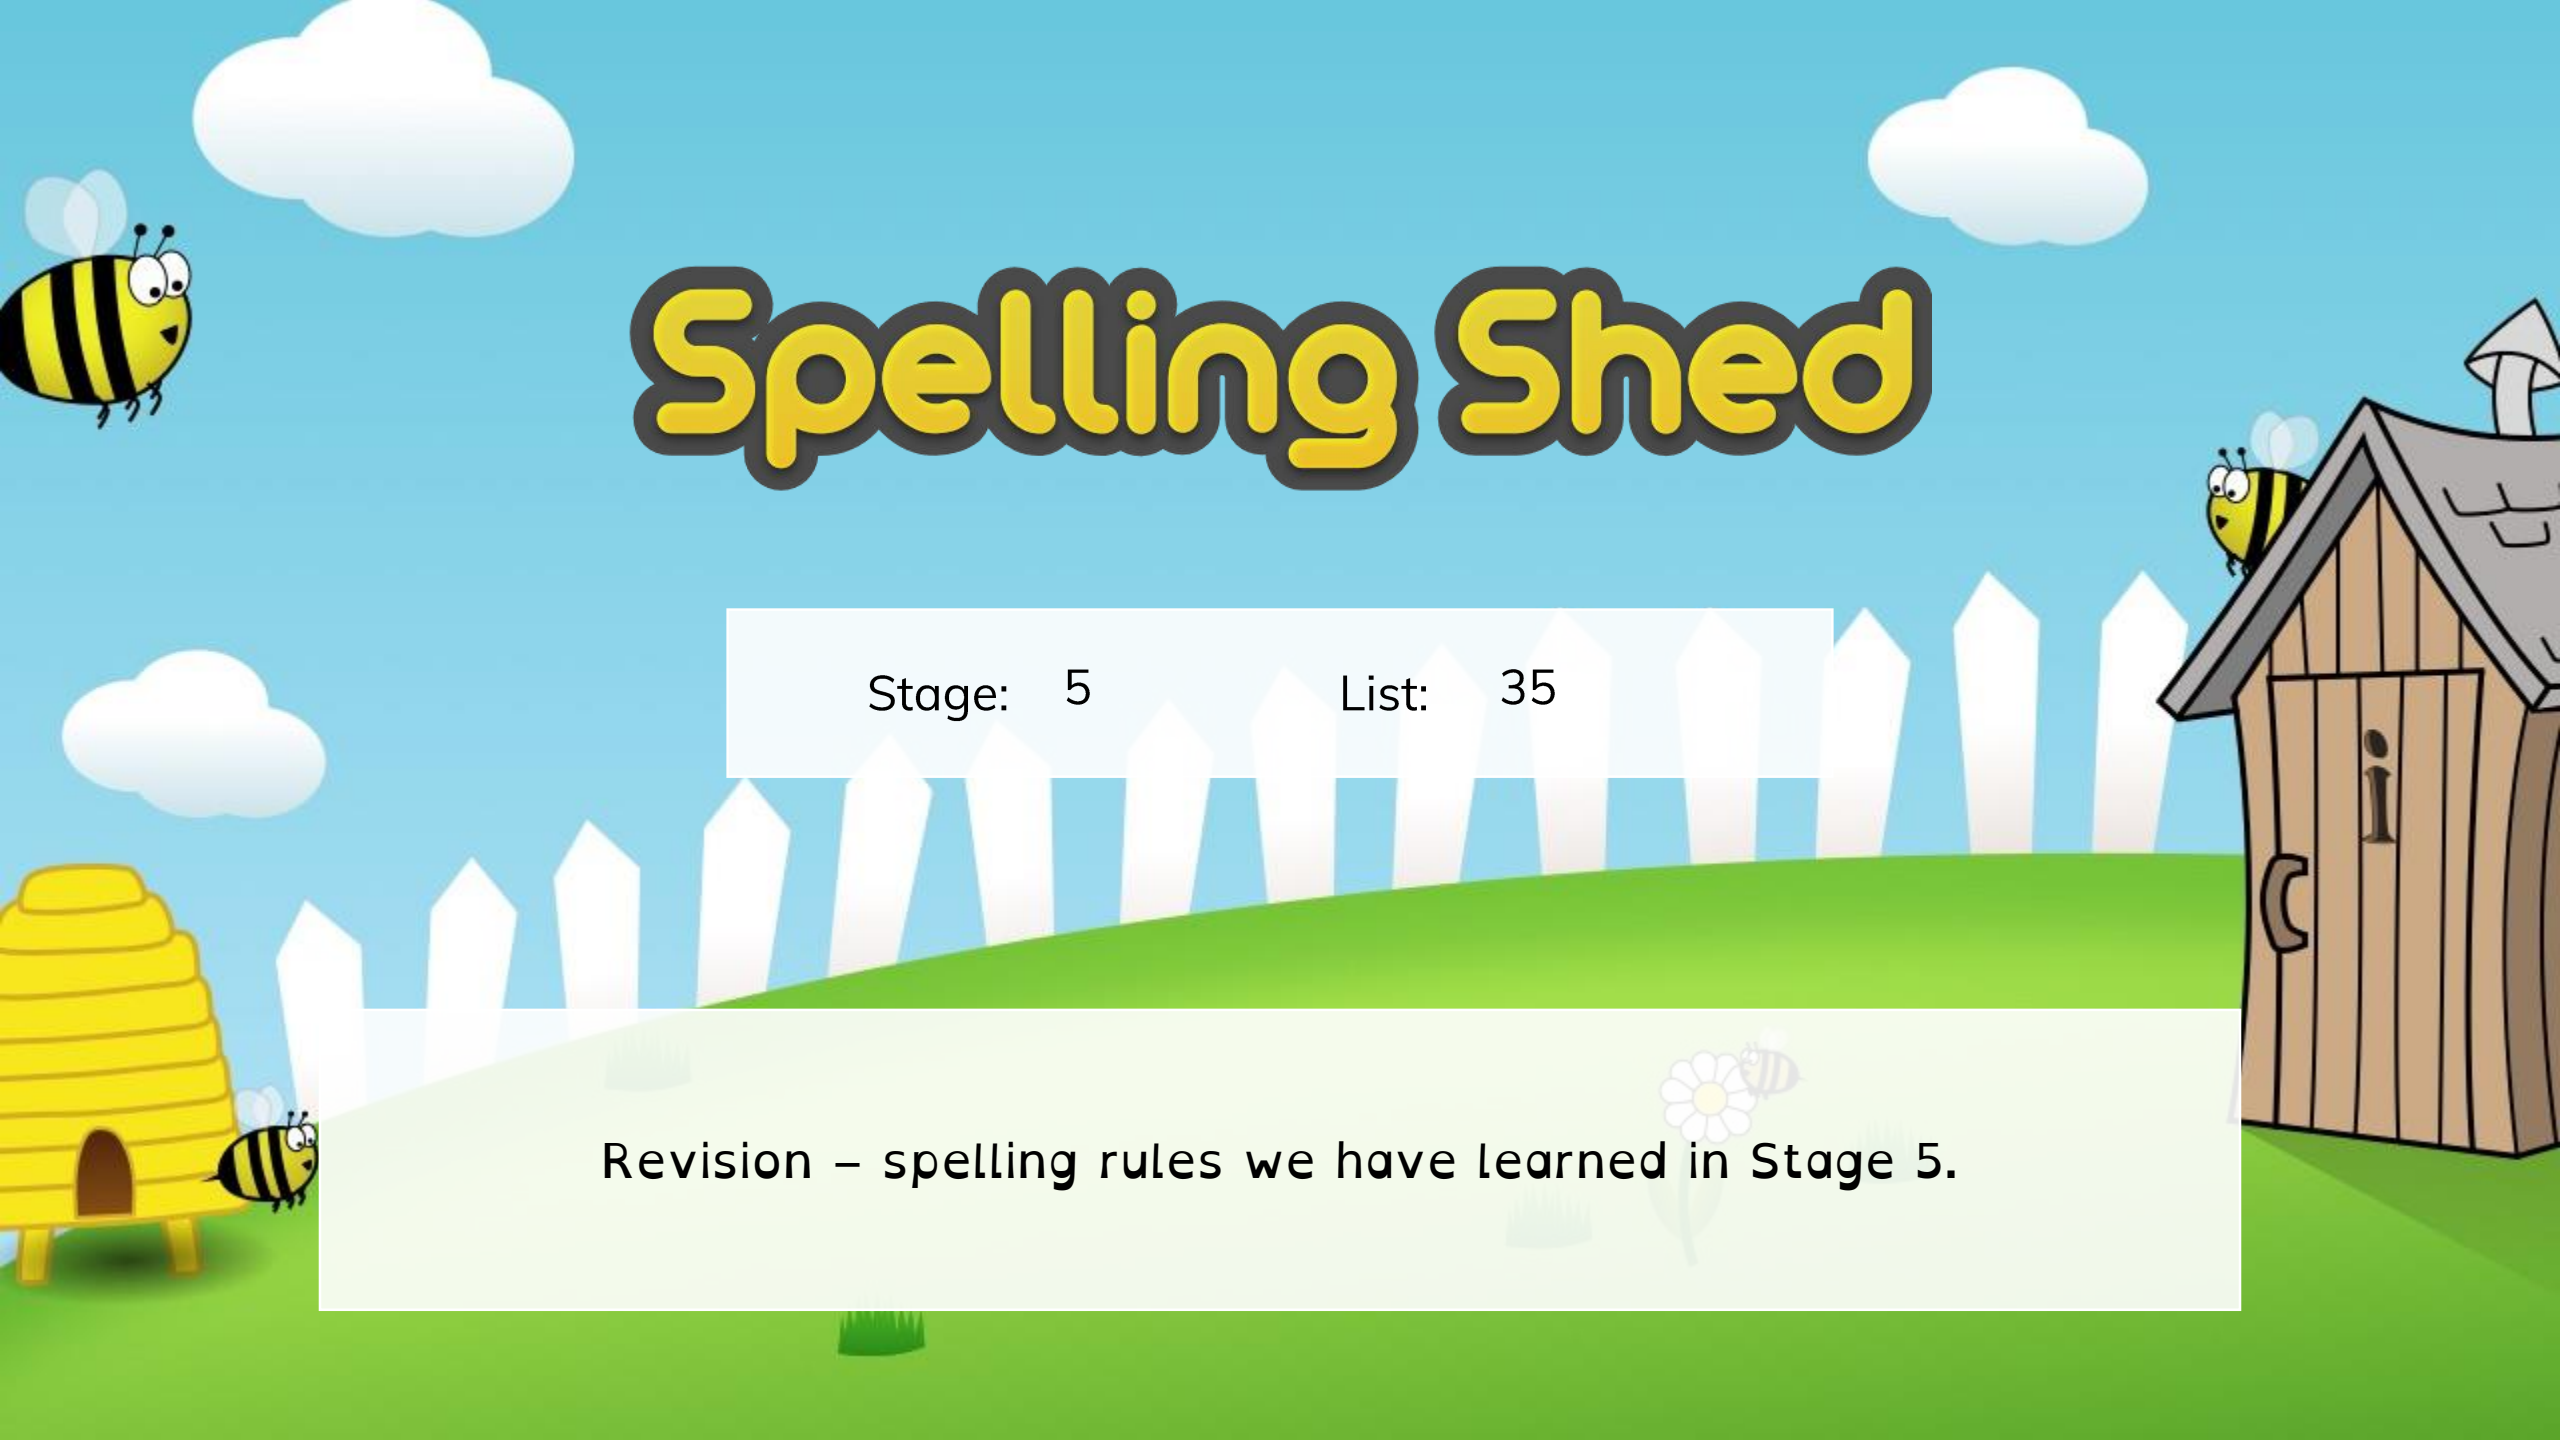 Spelling Shed
Stage: 5 List: 35
i
Revision – spelling rules we have learned in Stage 5.